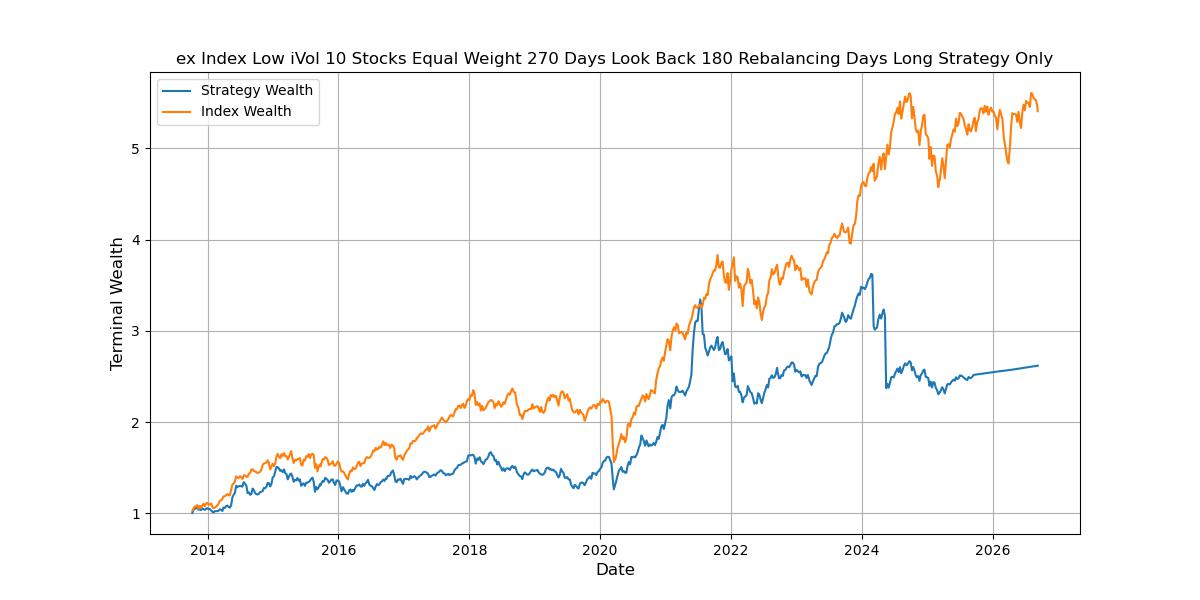 ex Index Low iVol 10 Stocks Equal Weight 270 Days Look Back 180 Rebalancing Days Long Strategy Only
Strategy Wealth
Index Wealth
Terminal Wealth
5
4
3
2
1
2014 2016 2018 2020 2022 2024 2026
Date